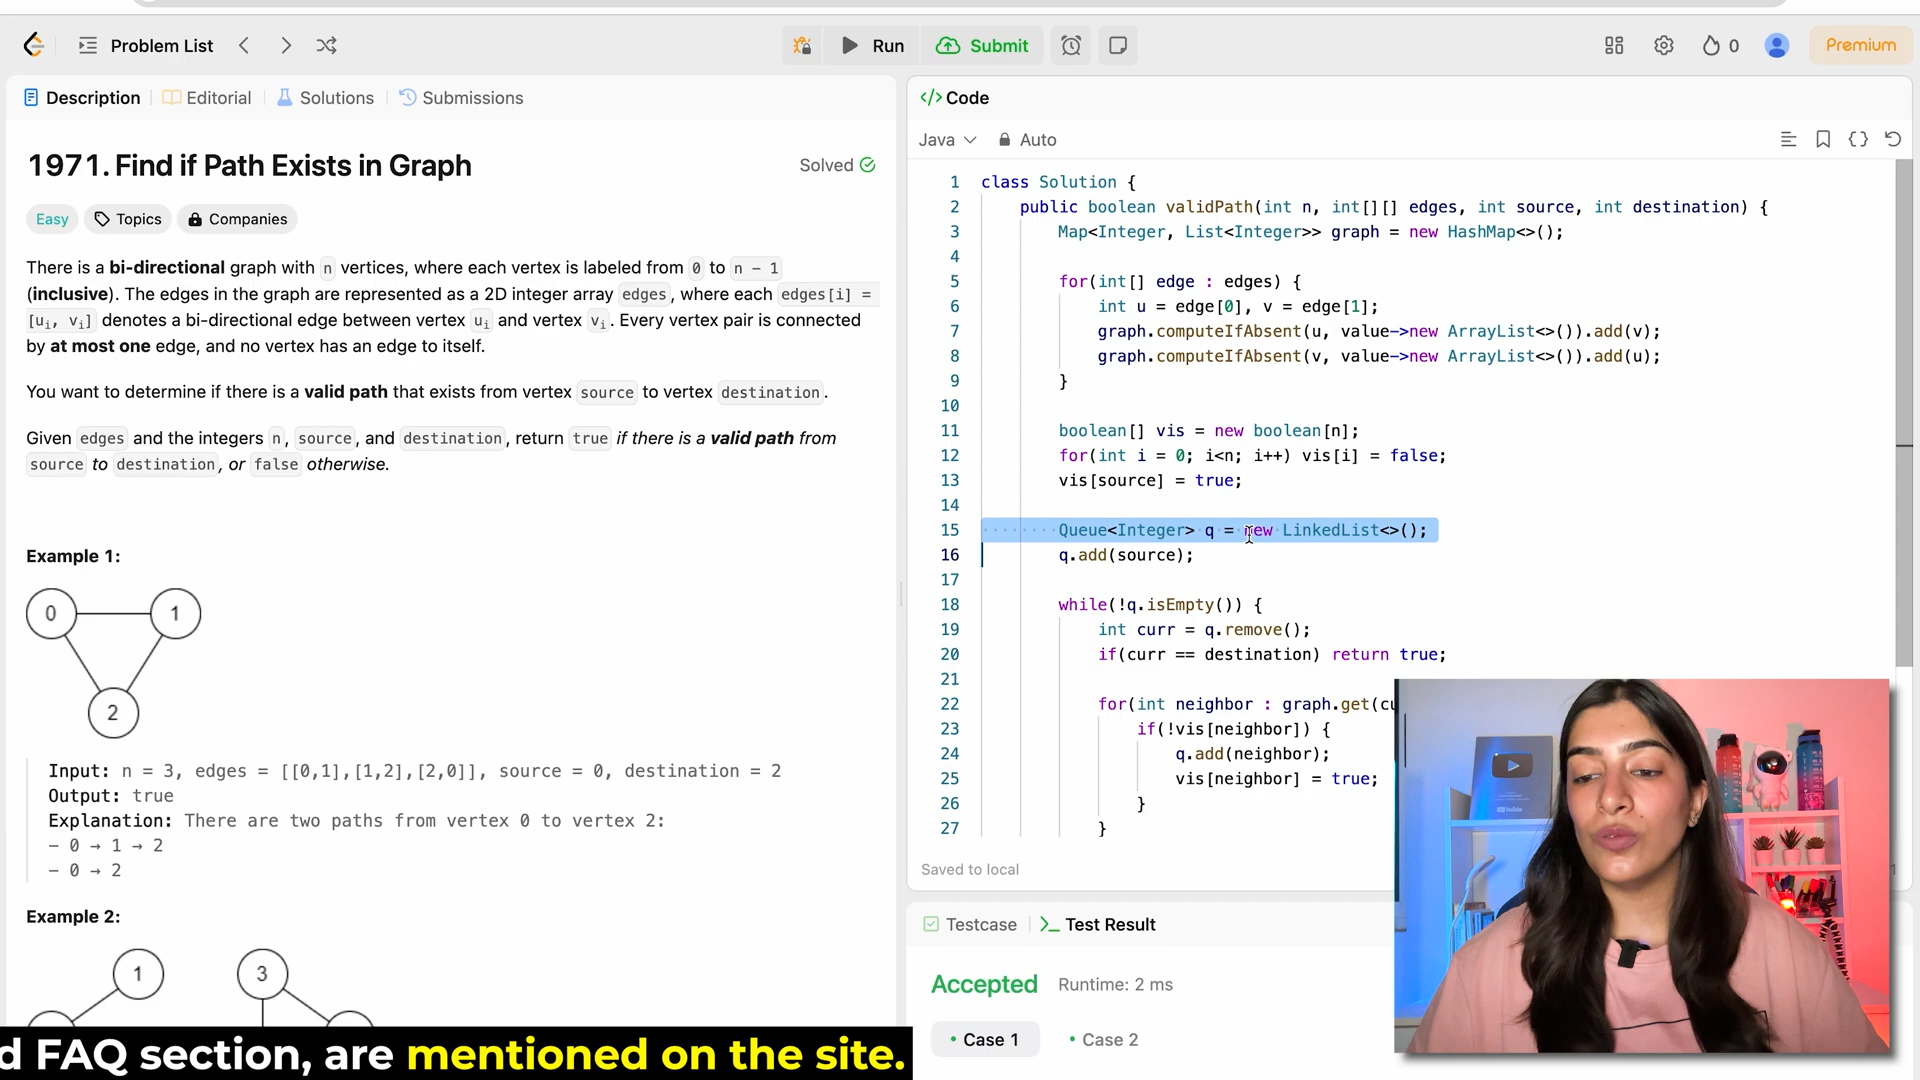 Problem List
Run
Submit
0
Premium
Description
Editorial
Solutions
Submissions
1971. Find if Path Exists in Graph
Solved
Easy
Topics
Companies
There is a bi-directional graph with n vertices, where each vertex is labeled from 0 to n - 1
(inclusive). The edges in the graph are represented as a 2D integer array edges, where each edges[i] =
[ui, vi] denotes a bi-directional edge between vertex ui and vertex vi. Every vertex pair is connected
by at most one edge, and no vertex has an edge to itself.
You want to determine if there is a valid path that exists from vertex source to vertex destination.
Given edges and the integers n, source, and destination, return true if there is a valid path from
source to destination, or false otherwise.
Example 1:
0
1
2
Input: n = 3, edges = [[0,1],[1,2],[2,0]], source = 0, destination = 2
Output: true
Explanation: There are two paths from vertex 0 to vertex 2:
- 0 → 1 → 2
- 0 → 2
Example 2:
1
3
</> Code
Java
Auto
1 class Solution {
2 public boolean validPath(int n, int[][] edges, int source, int destination) {
3 Map<Integer, List<Integer>> graph = new HashMap<>();
4
5 for(int[] edge : edges) {
6 int u = edge[0], v = edge[1];
7 graph.computeIfAbsent(u, value->new ArrayList<>()).add(v);
8 graph.computeIfAbsent(v, value->new ArrayList<>()).add(u);
9 }
10
11 boolean[] vis = new boolean[n];
12 for(int i = 0; i<n; i++) vis[i] = false;
13 vis[source] = true;
14
15 Queue<Integer> q = new LinkedList<>();
16 q.add(source);
17
18 while(!q.isEmpty()) {
19 int curr = q.remove();
20 if(curr == destination) return true;
21
22 for(int neighbor : graph.get(cu
23 if(!vis[neighbor]) {
24 q.add(neighbor);
25 vis[neighbor] = true;
26 }
27 }
Saved to local
Testcase
Test Result
Accepted
Runtime: 2 ms
Case 1
Case 2
d FAQ section, are mentioned on the site.